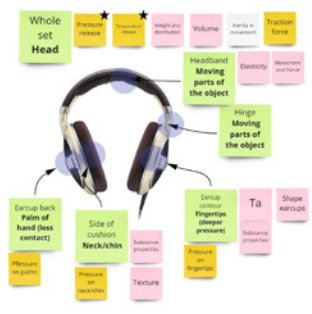 Whole
set
Head
Pressure
release
Temperature
release
Weight and
distribution
Volume
Inertia in
movement
Traction
force
Headband
Moving
parts of
the object
Elasticity
Movement
and force
Hinge
Moving
parts of
the object
Earcup back
Palm of
hand (less
contact)
Pressure
on palms
Side of
cushion
Neck/chin
Substance
properties
Pressure
on
neck/chin
Texture
Earcup
contour
Fingertips
(deeper
pressure)
Pressure
on
fingertips
Ta
Substance
properties
Shape
earcups